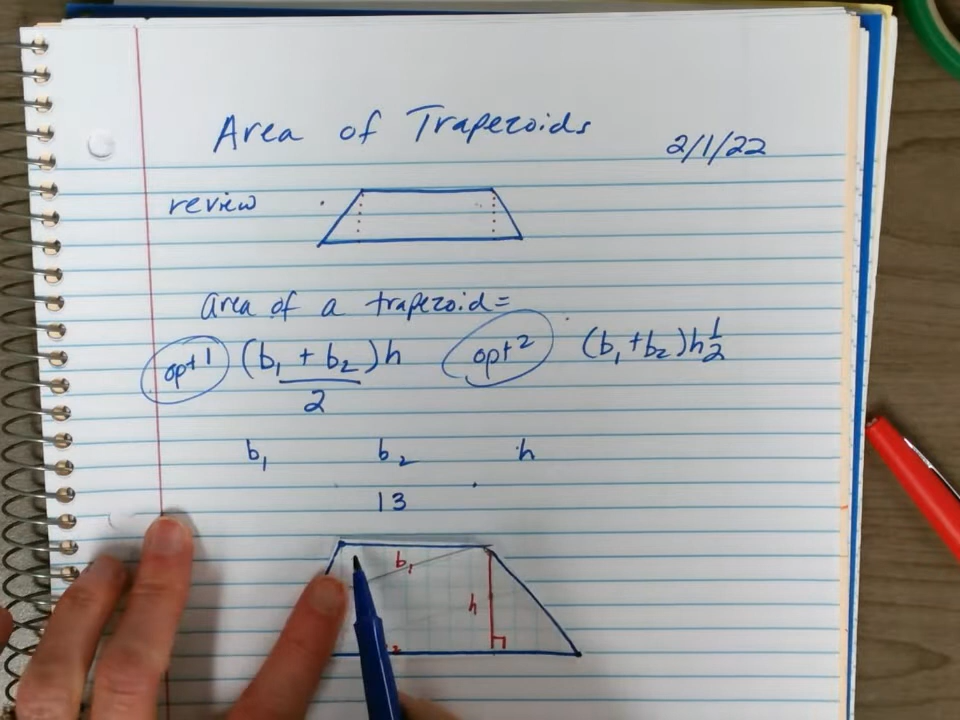 Area of Trapezoids
2/1/22
review
area of a trapezoid =
opt 1 (b₁ + b₂)h opt 2 (b₁ + b₂)h ½
2
b₁ b₂ h
13
b₁
h